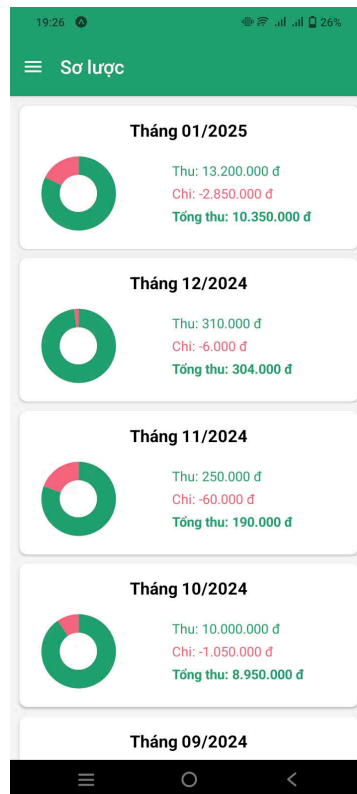 19:26 26%
Sơ lược
Tháng 01/2025
Thu: 13.200.000 đ
Chi: -2.850.000 đ
Tổng thu: 10.350.000 đ
Tháng 12/2024
Thu: 310.000 đ
Chi: -6.000 đ
Tổng thu: 304.000 đ
Tháng 11/2024
Thu: 250.000 đ
Chi: -60.000 đ
Tổng thu: 190.000 đ
Tháng 10/2024
Thu: 10.000.000 đ
Chi: -1.050.000 đ
Tổng thu: 8.950.000 đ
Tháng 09/2024